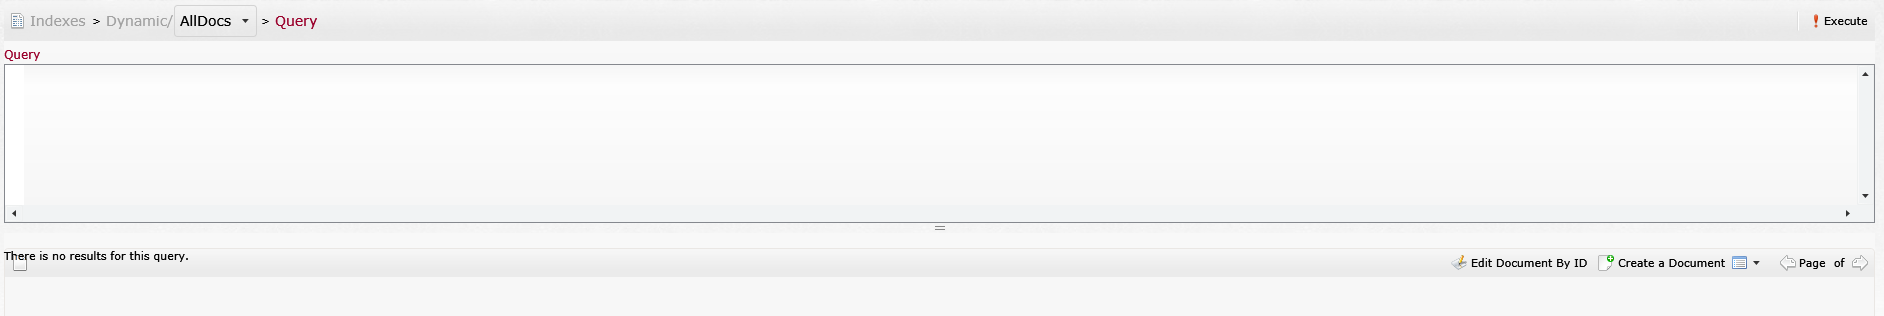 Indexes > Dynamic/ AllDocs > Query Execute
Query
There is no results for this query.
Edit Document By ID Create a Document Page of